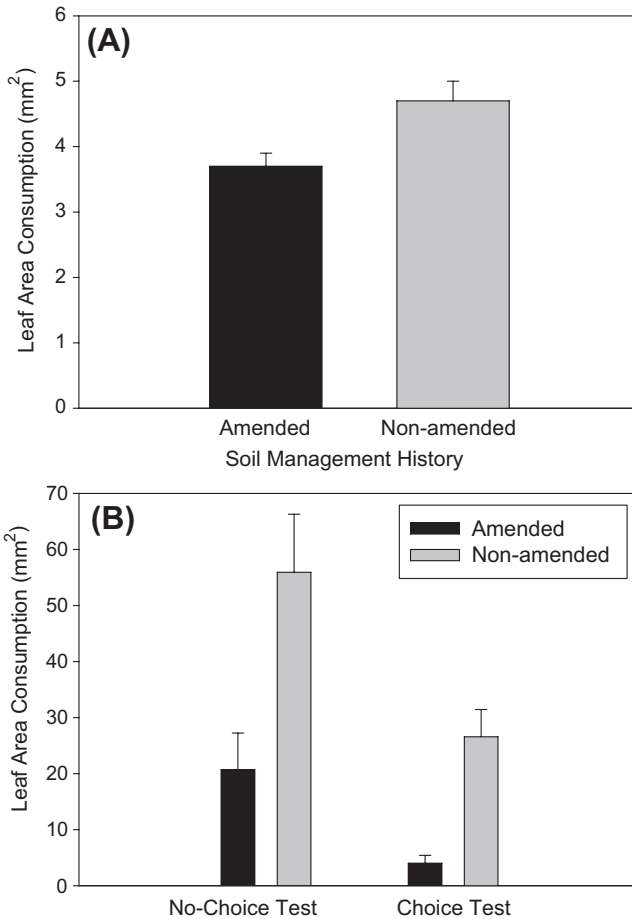 (A)
Leaf Area Consumption (mm²)
6
5
4
3
2
1
0
Amended Non-amended
Soil Management History
(B)
Leaf Area Consumption (mm²)
70
60
50
40
30
20
10
0
Amended
Non-amended
No-Choice Test Choice Test